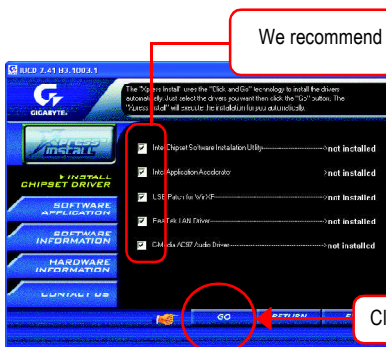 We recommend
IUCD 2.41 B3.1003.1
GIGABYTE
The "Xpress Install" uses the "Click and Go" technology to install the drivers
automatically. Just select the drivers you want then click the "Go" button. The
"Xpress Install" will execute the installation for you automatically.
Xpress
INSTALL
Intel Chipset Software Installation Utility
not installed
Intel Application Accelerator
not installed
INSTALL
CHIPSET DRIVER
USB Patch for WinXP
not installed
SOFTWARE
APPLICATION
RealTek LAN Driver
not installed
SOFTWARE
INFORMATION
C-Media AC97 Audio Driver
not installed
HARDWARE
INFORMATION
CONTACT US
GO
RETURN
E
Cl